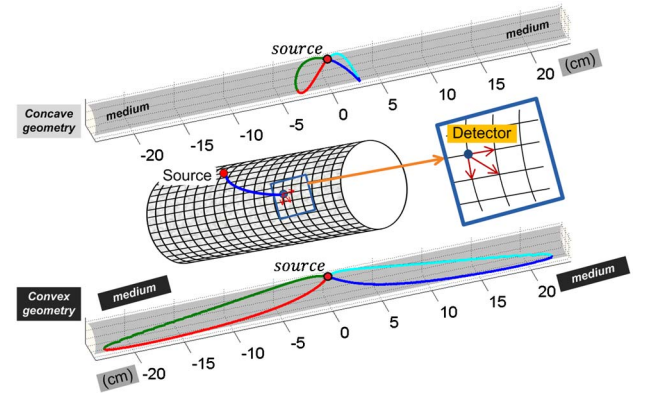 source
medium
medium
(cm)
-20
-15
-10
-5
0
5
10
15
20
Concave
geometry
Source
Detector
source
medium
medium
Convex
geometry
(cm)
-20
-15
-10
-5
0
5
10
15
20